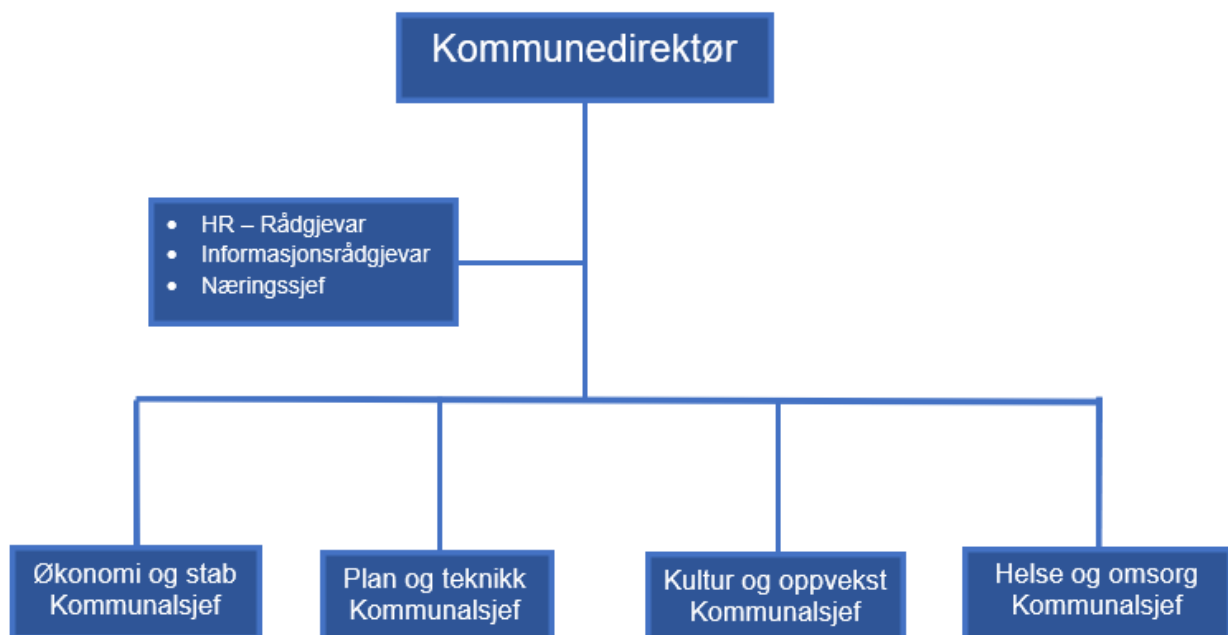 Kommunedirektør
• HR – Rådgjevar
• Informasjonsrådgjevar
• Næringssjef
Økonomi og stab
Kommunalsjef
Plan og teknikk
Kommunalsjef
Kultur og oppvekst
Kommunalsjef
Helse og omsorg
Kommunalsjef